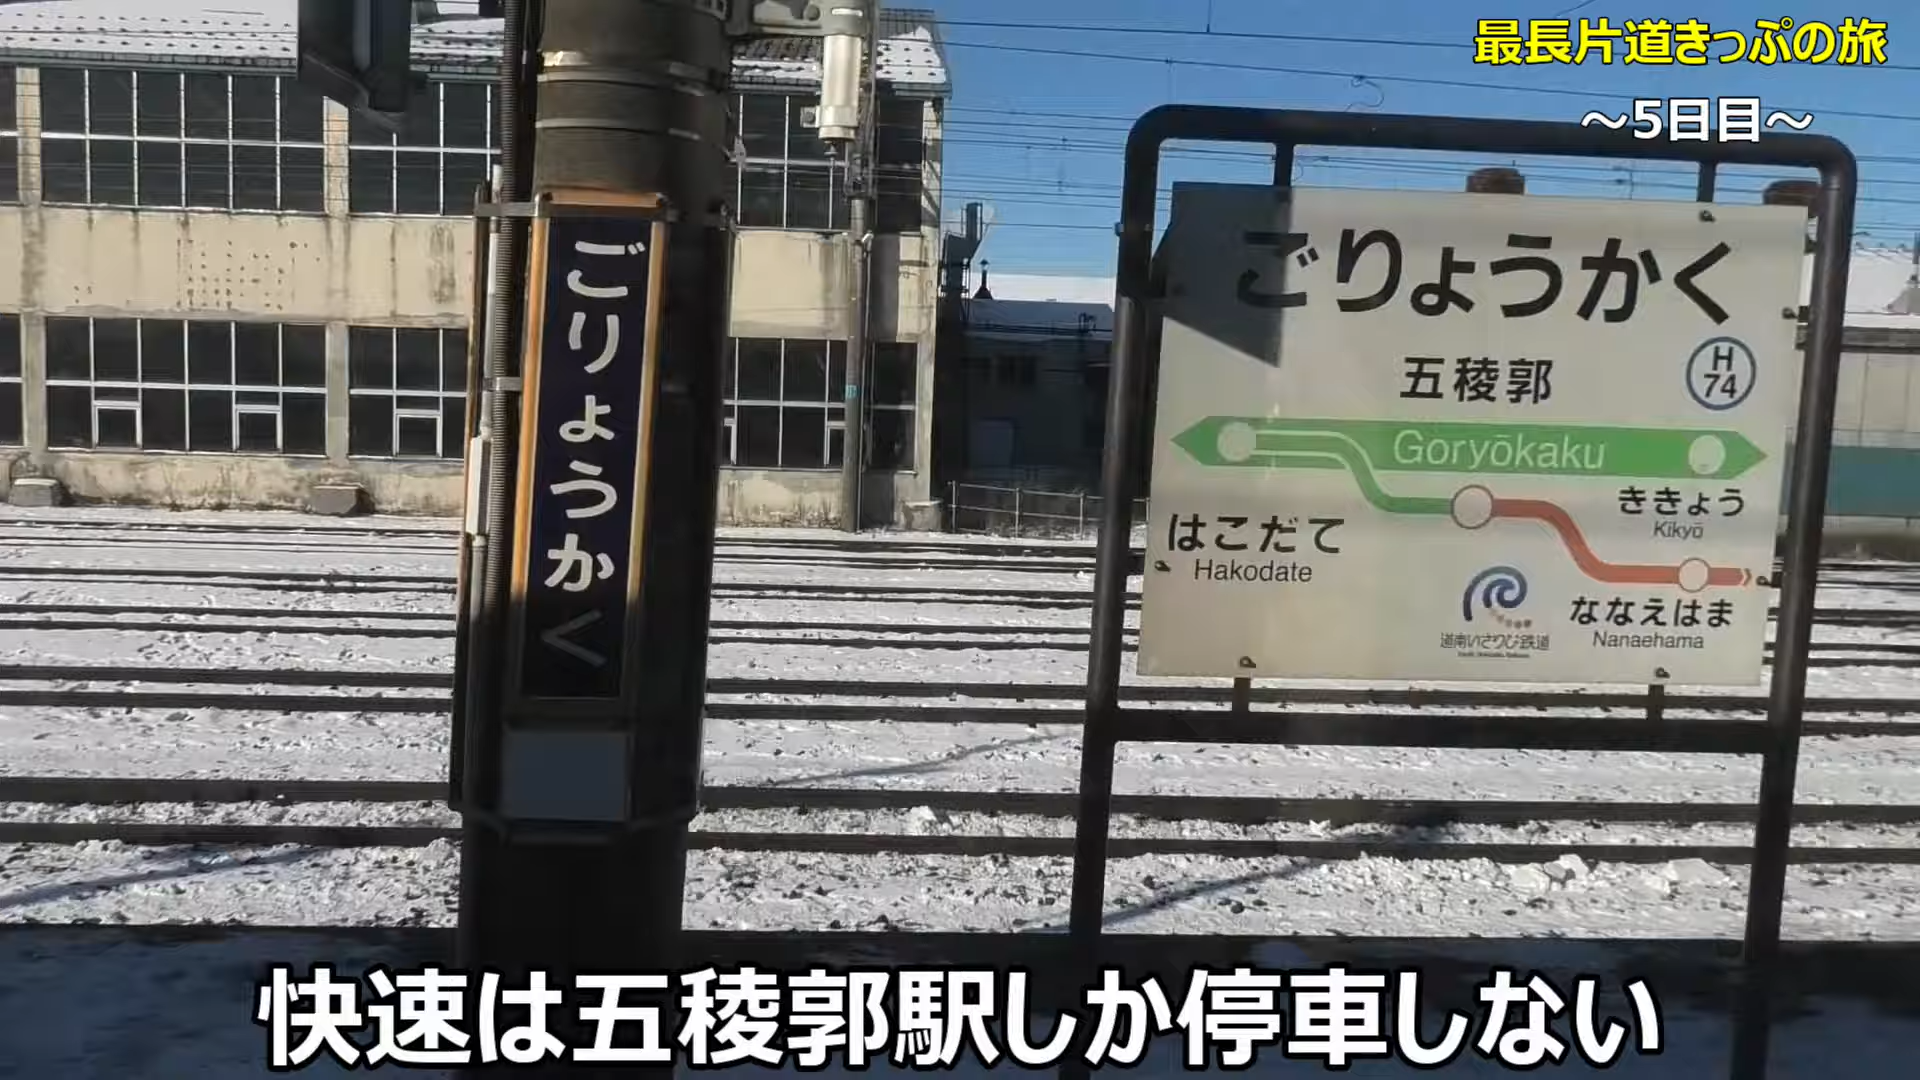 最長片道きっぷの旅
～5日目～
ごりょうかく
ごりょうかく
五稜郭
H
74
Goryōkaku
ききょう
Kikyō
はこだて
Hakodate
ななえはま
Nanaehama
道南いさりび鉄道
快速は五稜郭駅しか停車しない